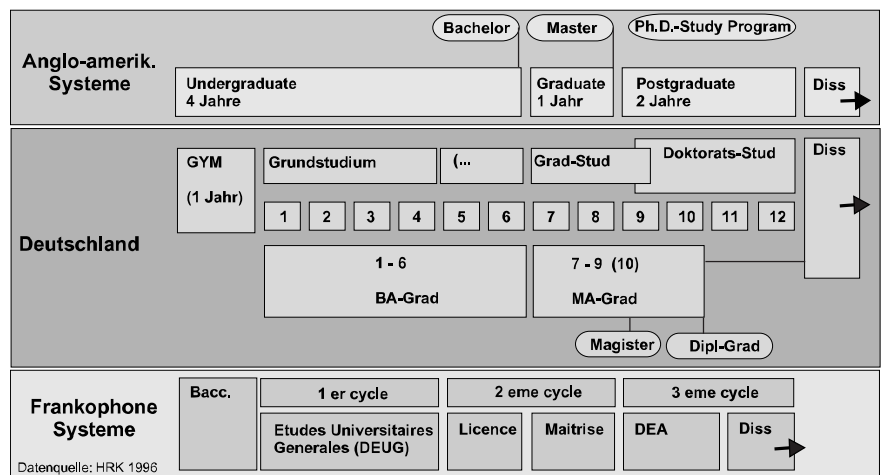 Bachelor
Master
Ph.D.-Study Program
Anglo-amerik.
Systeme
Undergraduate
4 Jahre
Graduate
1 Jahr
Postgraduate
2 Jahre
Diss
Deutschland
GYM
(1 Jahr)
Grundstudium
(...
Grad-Stud
Doktorats-Stud
Diss
1 2 3 4 5 6 7 8 9 10 11 12
1 - 6
BA-Grad
7 - 9 (10)
MA-Grad
Magister
Dipl-Grad
Frankophone
Systeme
Bacc.
1 er cycle
2 eme cycle
3 eme cycle
Etudes Universitaires
Generales (DEUG)
Licence
Maitrise
DEA
Diss
Datenquelle: HRK 1996